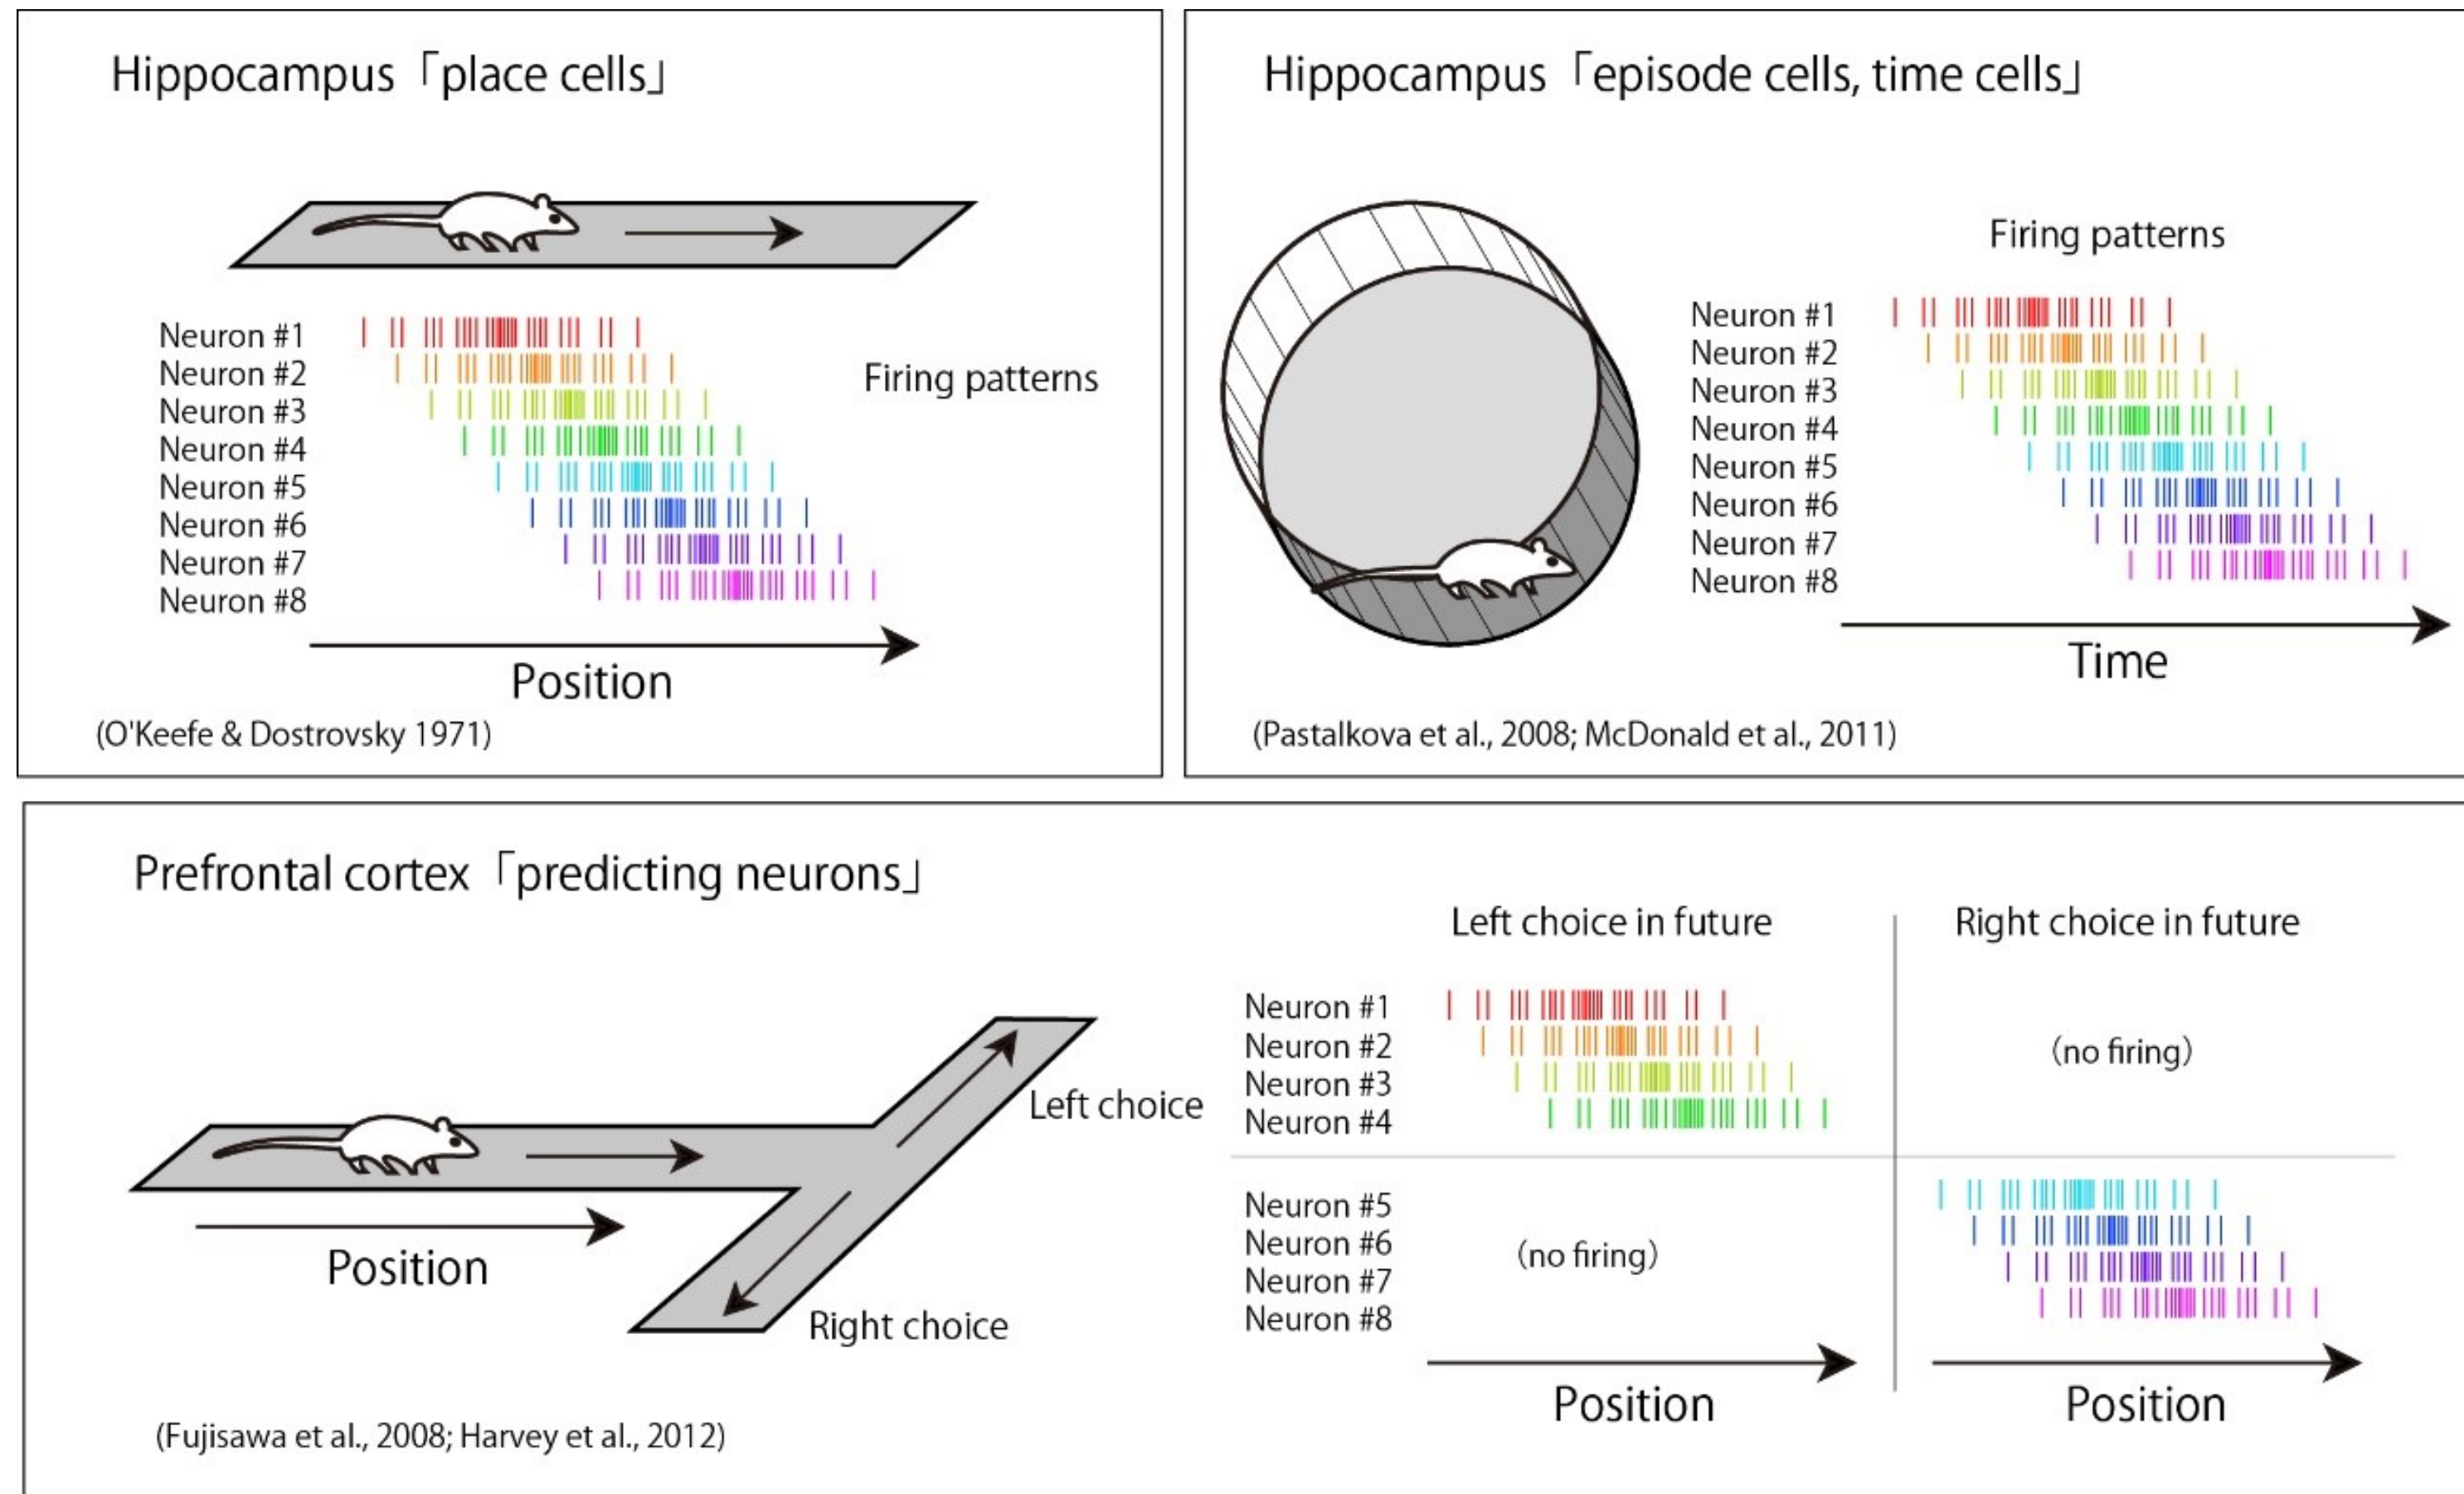 Hippocampus「place cells」
Neuron #1
Neuron #2
Neuron #3
Neuron #4
Neuron #5
Neuron #6
Neuron #7
Neuron #8
Firing patterns
Position
(O'Keefe & Dostrovsky 1971)
Hippocampus「episode cells, time cells」
Firing patterns
Neuron #1
Neuron #2
Neuron #3
Neuron #4
Neuron #5
Neuron #6
Neuron #7
Neuron #8
Time
(Pastalkova et al., 2008; McDonald et al., 2011)
Prefrontal cortex「predicting neurons」
Left choice
Position
Right choice
(Fujisawa et al., 2008; Harvey et al., 2012)
Left choice in future
Right choice in future
Neuron #1
Neuron #2
Neuron #3
Neuron #4
(no firing)
Neuron #5
Neuron #6
Neuron #7
Neuron #8
(no firing)
Position
Position